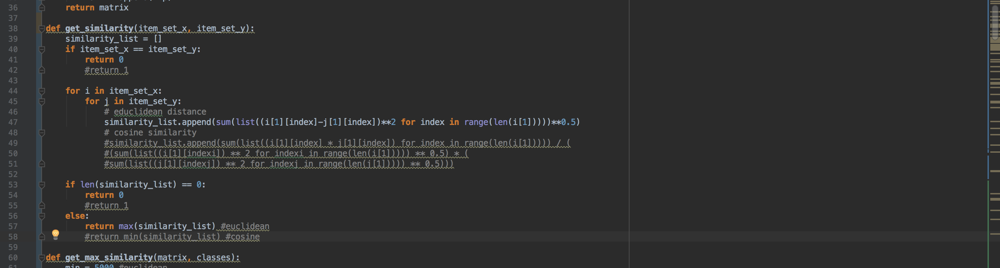 36 return matrix
37
38 def get_similarity(item_set_x, item_set_y):
39 similarity_list = []
40 if item_set_x == item_set_y:
41 return 0
42 #return 1
43
44 for i in item_set_x:
45 for j in item_set_y:
46 # educlidean distance
47 similarity_list.append(sum(list((i[1][index]-j[1][index])**2 for index in range(len(i[1]))))**0.5)
48 # cosine similarity
49 #similarity_list.append(sum(list((i[1][index] * j[1][index]) for index in range(len(i[1])))) / (
50 #(sum(list((i[1][indexi]) ** 2 for indexi in range(len(i[1])))) ** 0.5) * (
51 #sum(list((j[1][indexj]) ** 2 for indexj in range(len(j[1])))) ** 0.5)))
52
53 if len(similarity_list) == 0:
54 return 0
55 #return 1
56 else:
57 return max(similarity_list) #euclidean
58 #return min(similarity_list) #cosine
59
60 def get_max_similarity(matrix, classes):
61 min = 5000 #euclidean